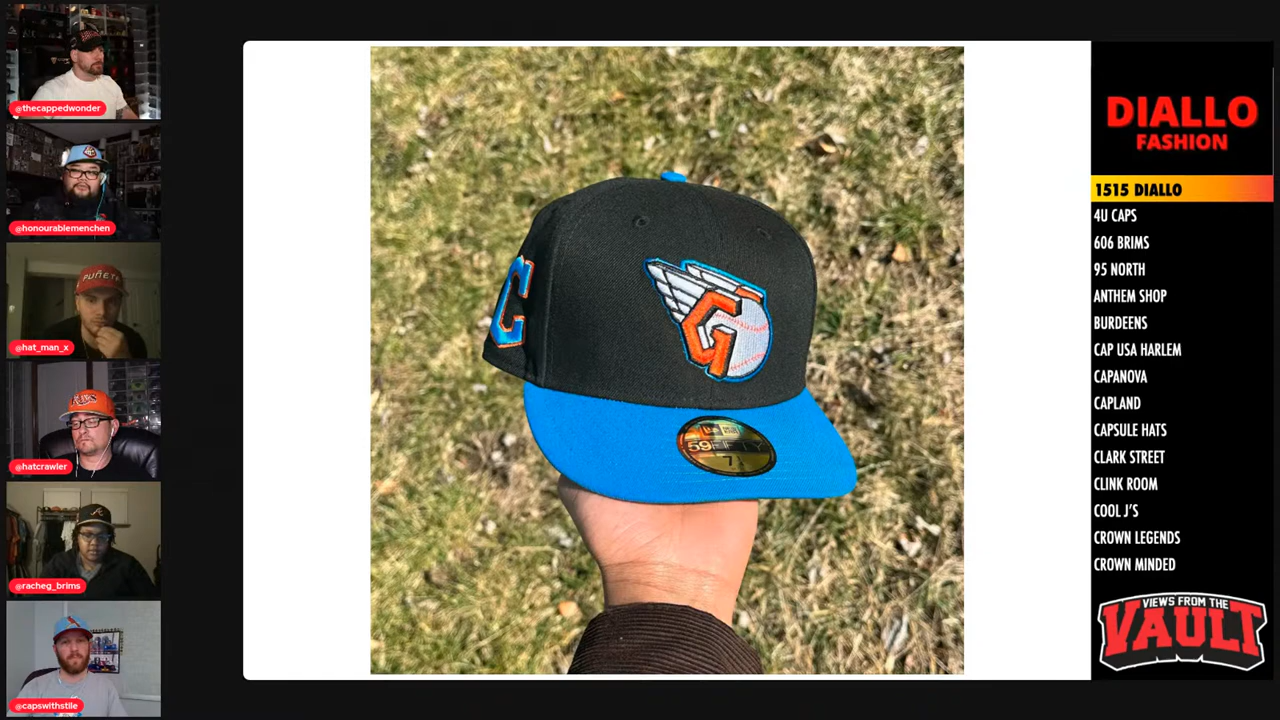 @thecappedwonder
@honourablemenchen
@hat_man_x
@hatcrawler
@racheg_brims
@capswithstile
PUÑETA
C
G
59FIFTY
7
DIALLO
FASHION
1515 DIALLO
4U CAPS
606 BRIMS
95 NORTH
ANTHEM SHOP
BURDEENS
CAP USA HARLEM
CAPANOVA
CAPLAND
CAPSULE HATS
CLARK STREET
CLINK ROOM
COOL J'S
CROWN LEGENDS
CROWN MINDED
VIEWS FROM THE
VAULT